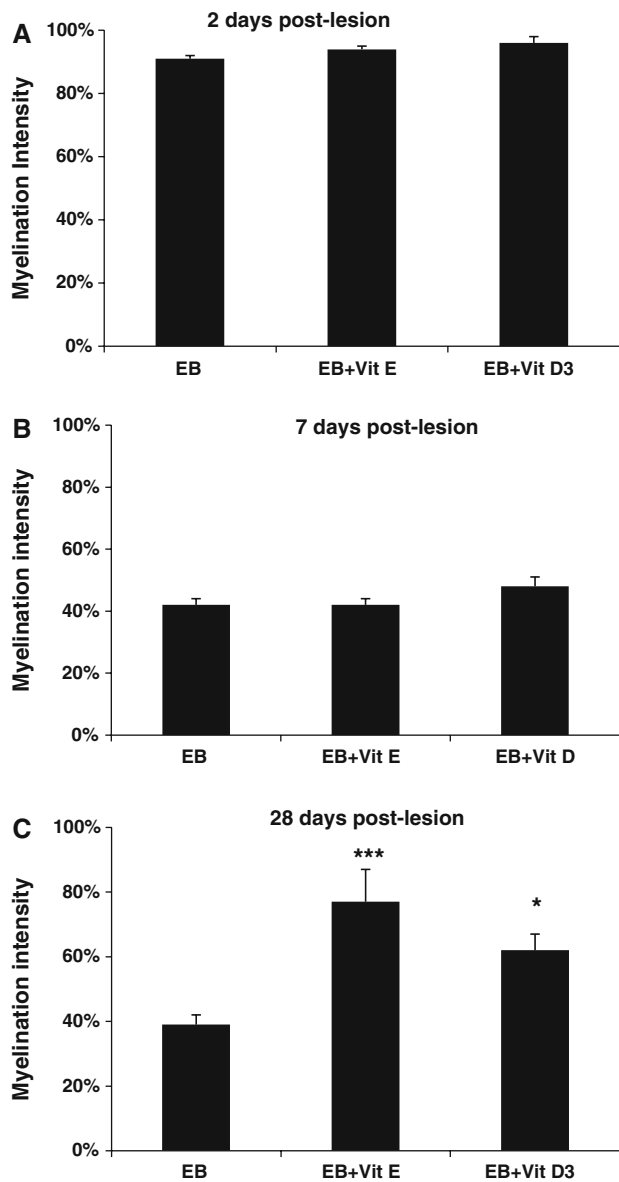 A
2 days post-lesion
Myelination Intensity
100%
80%
60%
40%
20%
0%
EB EB+Vit E EB+Vit D3
B
7 days post-lesion
Myelination intensity
100%
80%
60%
40%
20%
0%
EB EB+Vit E EB+Vit D
C
28 days post-lesion
Myelination intensity
100%
80%
60%
40%
20%
0%
***
*
EB EB+Vit E EB+Vit D3